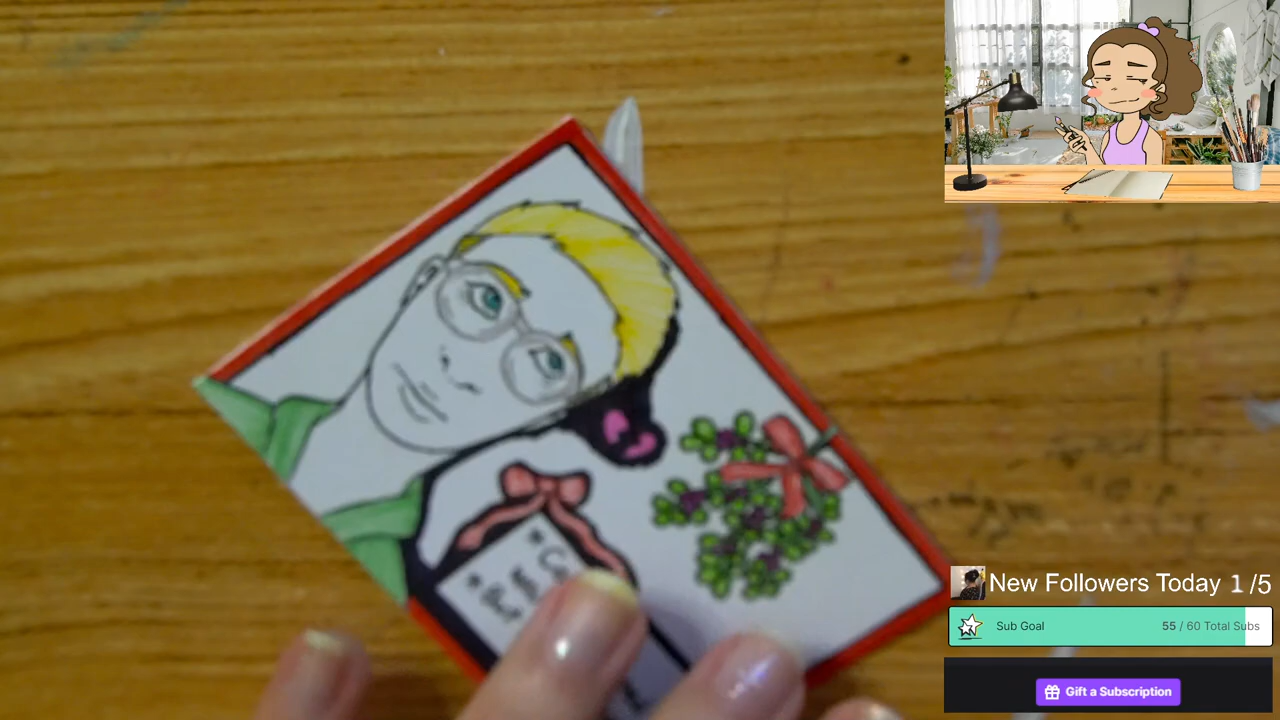 New Followers Today 1 /5
Sub Goal 55 / 60 Total Subs
Gift a Subscription